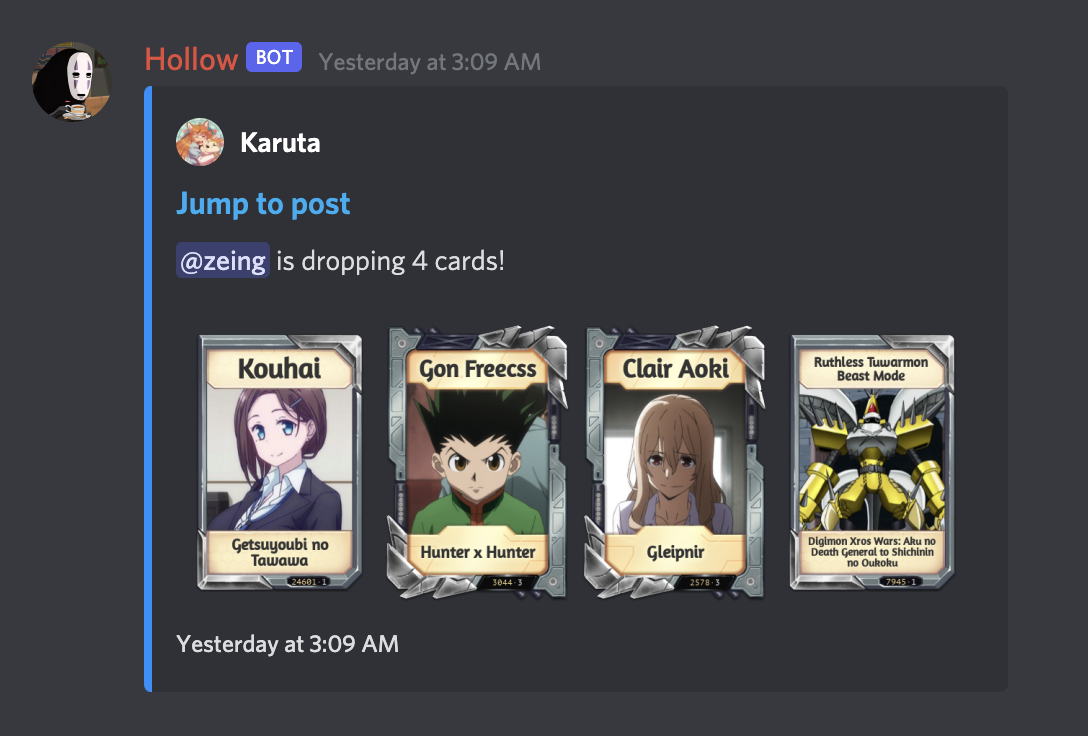 Hollow BOT Yesterday at 3:09 AM
Karuta
Jump to post
@zeing is dropping 4 cards!
Kouhai
Getsuyoubi no
Tawawa
24601·1
Gon Freecss
Hunter x Hunter
3044·3
Clair Aoki
Gleipnir
2578·3
Ruthless Tuwarmon
Beast Mode
Digimon Xros Wars: Aku no
Death General to Shichinin
no Oukoku
7945·1
Yesterday at 3:09 AM